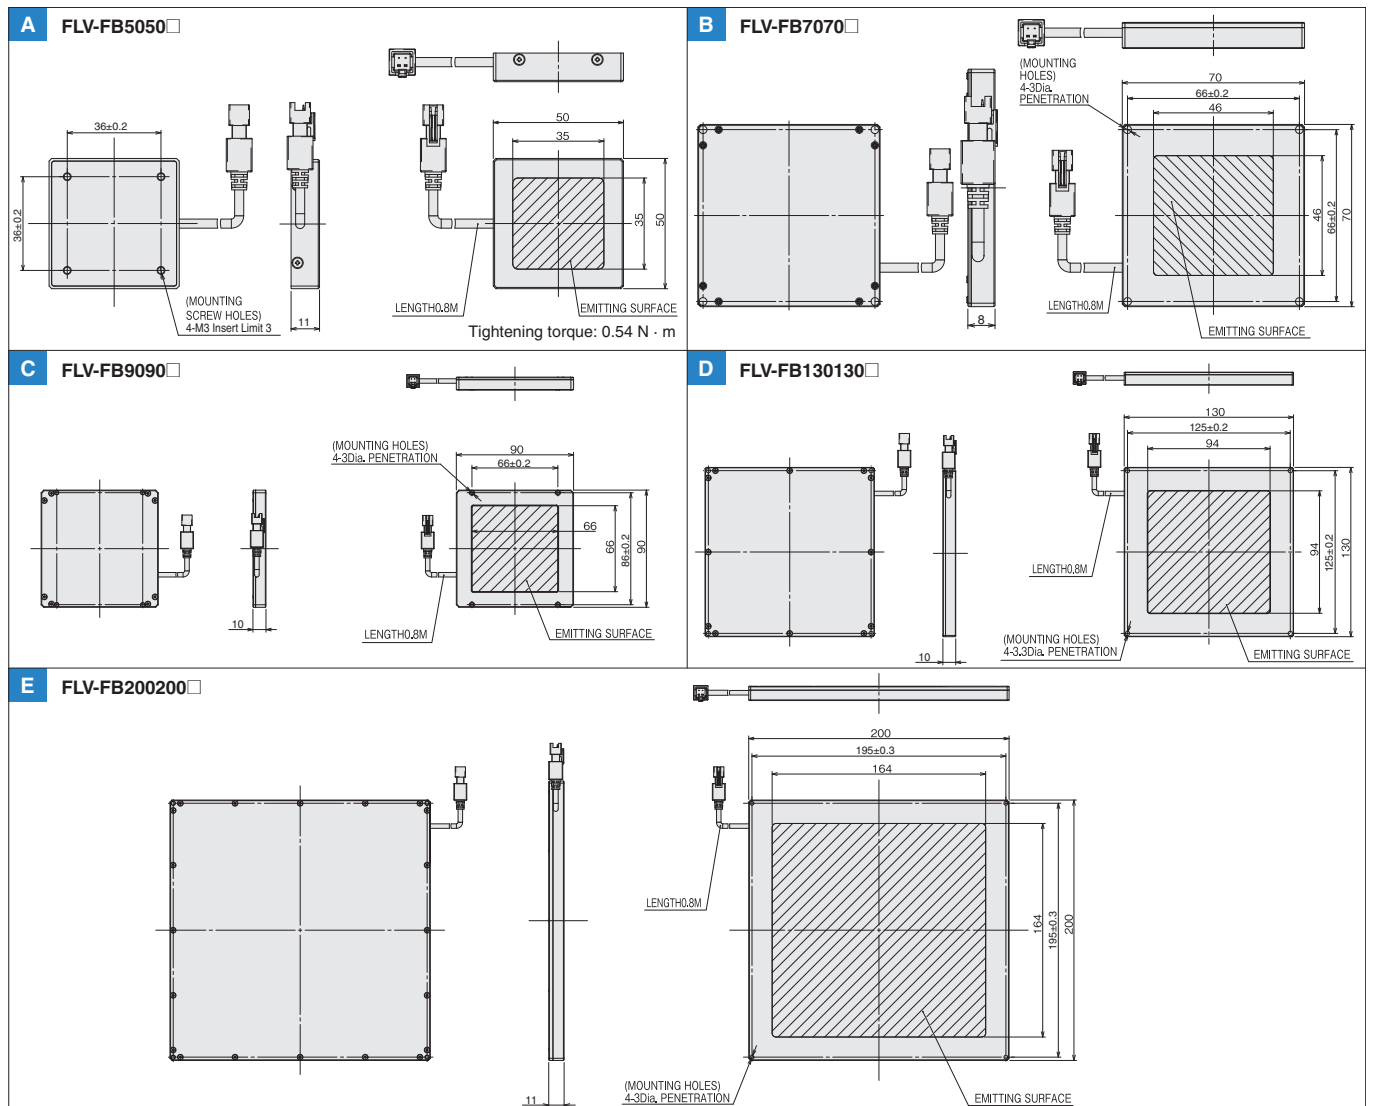 A FLV-FB5050□
36±0.2
36±0.2
(MOUNTING
SCREW HOLES)
4-M3 Insert Limit 3
11
50
35
35
50
LENGTH0.8M
EMITTING SURFACE
Tightening torque: 0.54 N · m
B FLV-FB7070□
(MOUNTING
HOLES)
4-3Dia.
PENETRATION
70
66±0.2
46
46
66±0.2
70
8
LENGTH0.8M
EMITTING SURFACE
C FLV-FB9090□
(MOUNTING HOLES)
4-3Dia. PENETRATION
90
66±0.2
66
66
86±0.2
90
10
LENGTH0.8M
EMITTING SURFACE
D FLV-FB130130□
130
125±0.2
94
94
125±0.2
130
LENGTH0.8M
10
(MOUNTING HOLES)
4-3.3Dia. PENETRATION
EMITTING SURFACE
E FLV-FB200200□
200
195±0.3
164
164
195±0.3
200
LENGTH0.8M
11
(MOUNTING HOLES)
4-3Dia. PENETRATION
EMITTING SURFACE